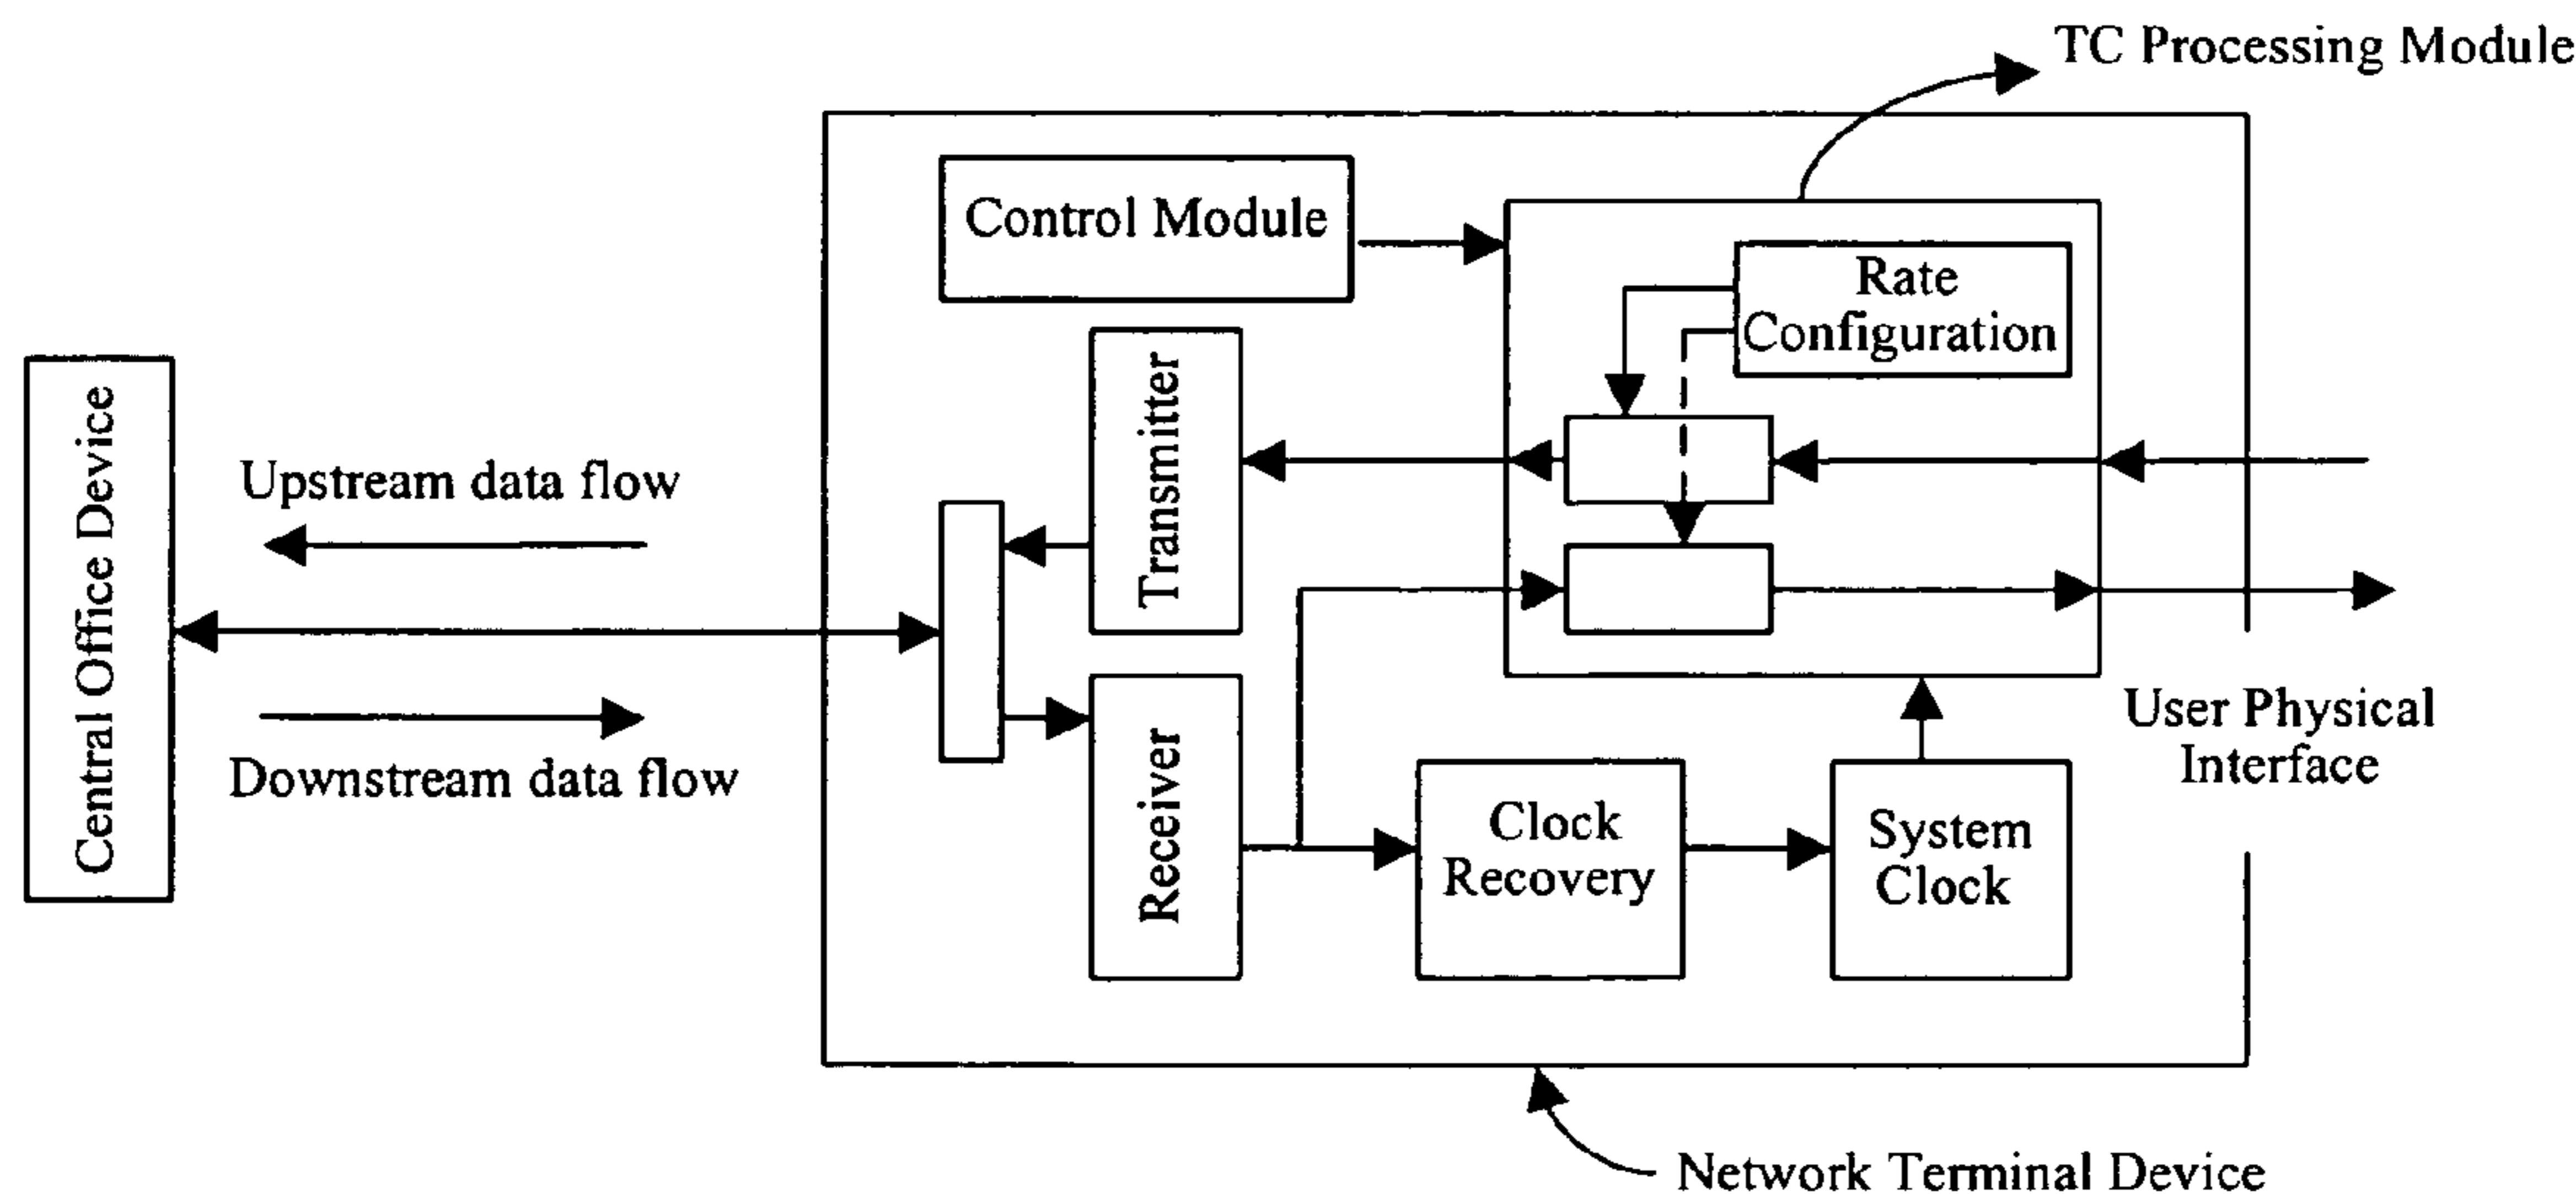 TC Processing Module
Control Module
Rate
Configuration
Transmitter
Central Office Device
Upstream data flow
Downstream data flow
Receiver
Clock
Recovery
System
Clock
User Physical
Interface
Network Terminal Device